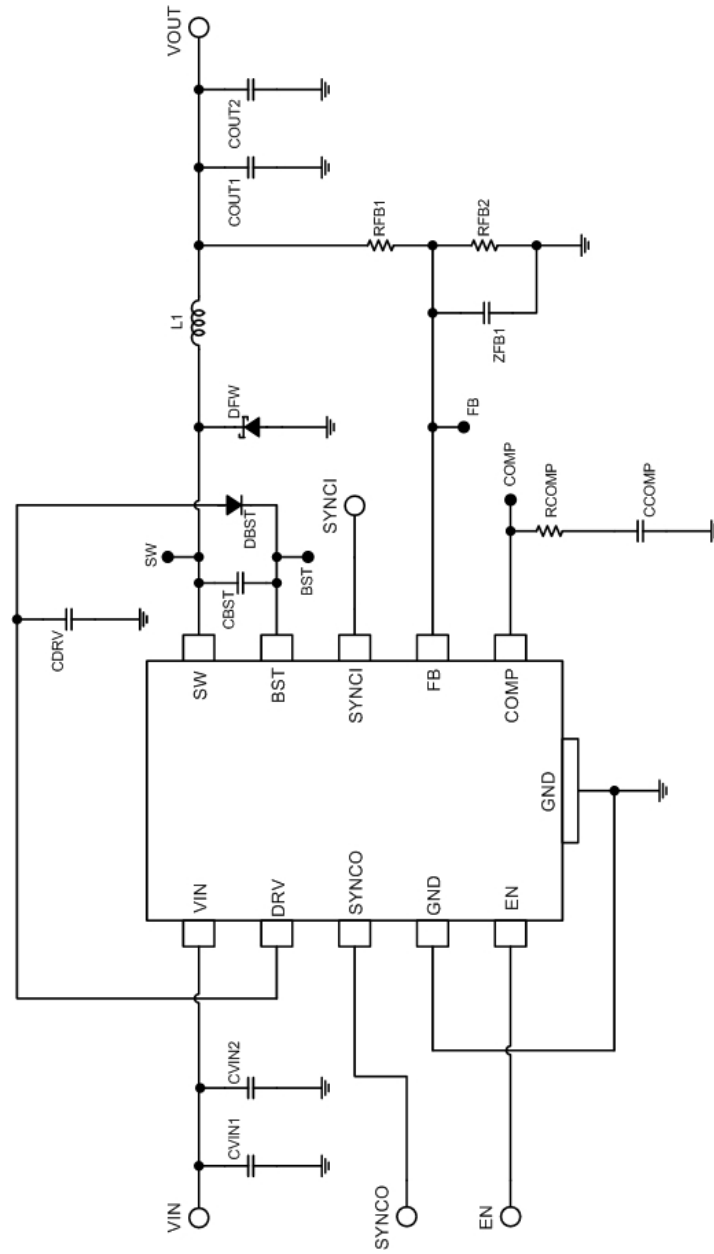 VOUT
COUT2
COUT1
RFB1
RFB2
ZFB1
L1
DFW
FB
COMP
RCOMP
CCOMP
SYNCI
DBST
SW
BST
CBST
CDRV
SW
BST
SYNCI
FB
COMP
GND
VIN
DRV
SYNCO
GND
EN
CVIN2
CVIN1
VIN
SYNCO
EN